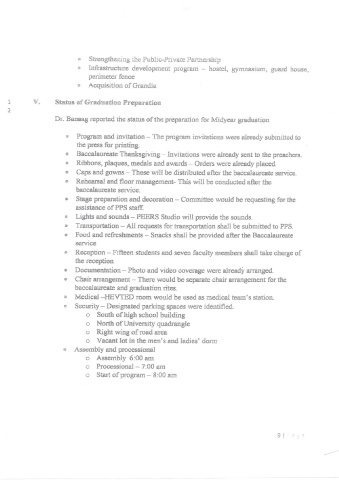 • Strengthening the Public-Private Partnership
• Infrastructure development program – hostel, gymnasium, guard house,
perimeter fence
• Acquisition of Grandia
1 V. Status of Graduation Preparation
2
Dr. Banaag reported the status of the preparation for Midyear graduation
• Program and invitation – The program invitations were already submitted to
the press for printing.
• Baccalaureate Thanksgiving – Invitations were already sent to the preachers.
• Ribbons, plaques, medals and awards – Orders were already placed.
• Caps and gowns – These will be distributed after the baccalaureate service.
• Rehearsal and floor management- This will be conducted after the
baccalaureate service.
• Stage preparation and decoration – Committee would be requesting for the
assistance of PPS staff.
• Lights and sounds – PEERS Studio will provide the sounds
• Transportation – All requests for transportation shall be submitted to PPS.
• Food and refreshments – Snacks shall be provided after the Baccalaureate
service
• Reception – Fifteen students and seven faculty members shall take charge of
the reception
• Documentation – Photo and video coverage were already arranged.
• Chair arrangement – There would be separate chair arrangement for the
baccalaureate and graduation rites.
• Medical –HEVTED room would be used as medical team's station.
• Security – Designated parking spaces were identified.
o South of high school building
o North of University quadrangle
o Right wing of road area
o Vacant lot in the men's and ladies' dorm
• Assembly and processional
o Assembly 6:00 am
o Processional – 7:00 am
o Start of program – 8:00 am
9 |